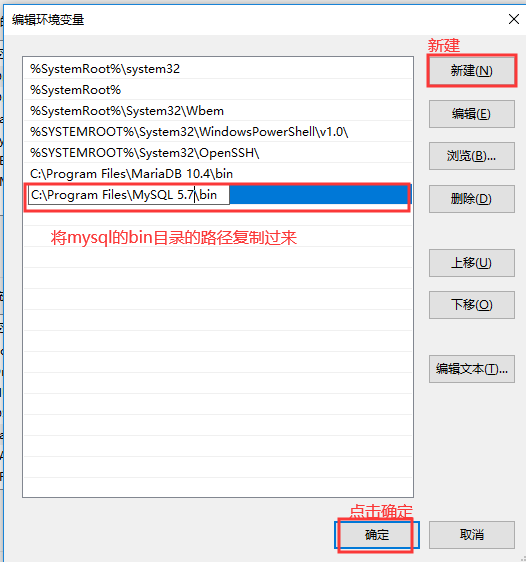 编辑环境变量
新建
%SystemRoot%\system32
新建(N)
%SystemRoot%
%SystemRoot%\System32\Wbem
编辑(E)
%SYSTEMROOT%\System32\WindowsPowerShell\v1.0\
%SYSTEMROOT%\System32\OpenSSH\
浏览(B)...
C:\Program Files\MariaDB 10.4\bin
C:\Program Files\MySQL 5.7\bin
删除(D)
将mysql的bin目录的路径复制过来
上移(U)
下移(O)
编辑文本(T)...
点击确定
确定
取消